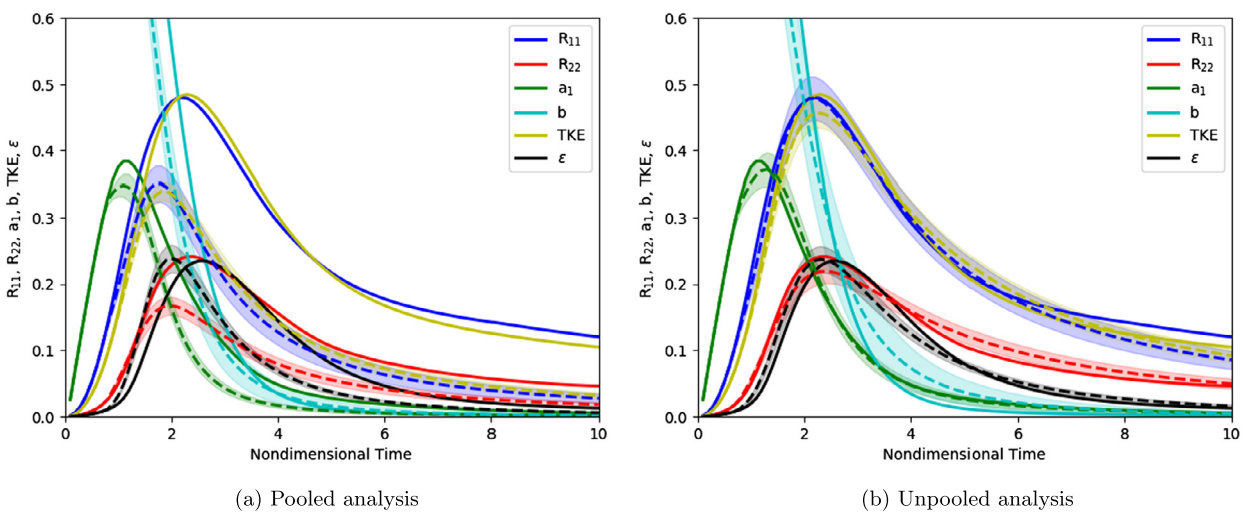 R₁₁, R₂₂, a₁, b, TKE, ε
0.6
0.5
0.4
0.3
0.2
0.1
0.0
0
2
4
6
8
10
Nondimensional Time
R₁₁
R₂₂
a₁
b
TKE
ε
(a) Pooled analysis
R₁₁, R₂₂, a₁, b, TKE, ε
0.6
0.5
0.4
0.3
0.2
0.1
0.0
0
2
4
6
8
10
Nondimensional Time
R₁₁
R₂₂
a₁
b
TKE
ε
(b) Unpooled analysis